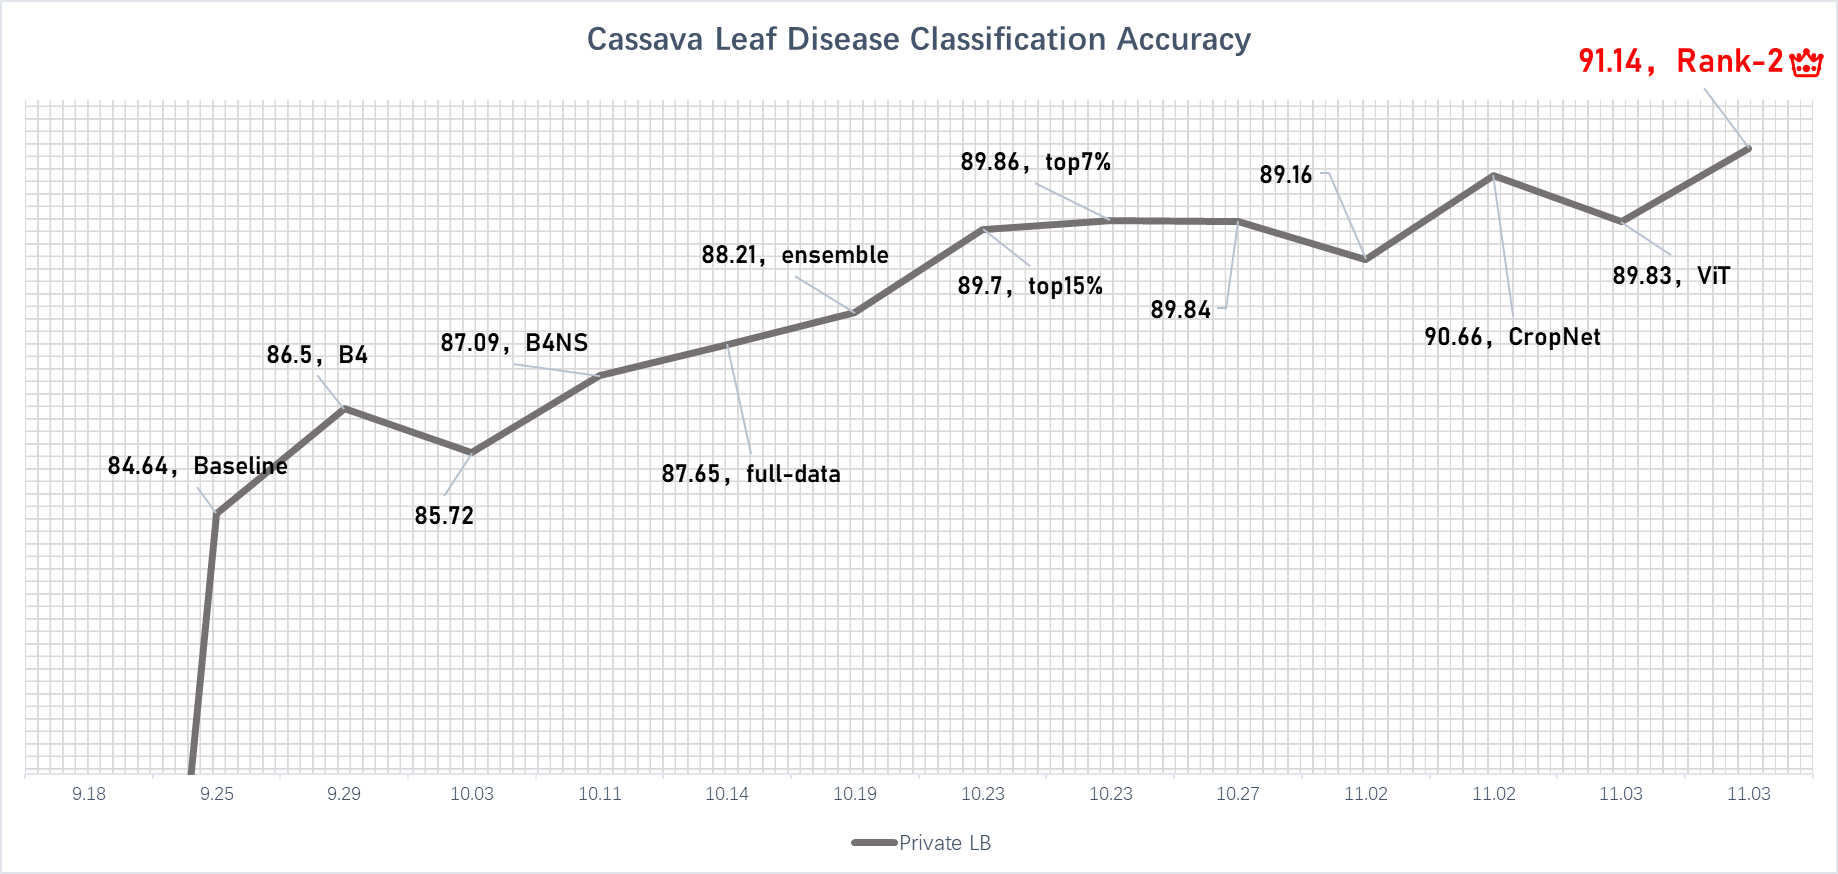 Cassava Leaf Disease Classification Accuracy
91.14, Rank-2
89.86, top7%
89.16
88.21, ensemble
89.7, top15%
89.83, ViT
89.84
90.66, CropNet
87.09, B4NS
86.5, B4
84.64, Baseline
87.65, full-data
85.72
9.18 9.25 9.29 10.03 10.11 10.14 10.19 10.23 10.23 10.27 11.02 11.02 11.03 11.03
Private LB